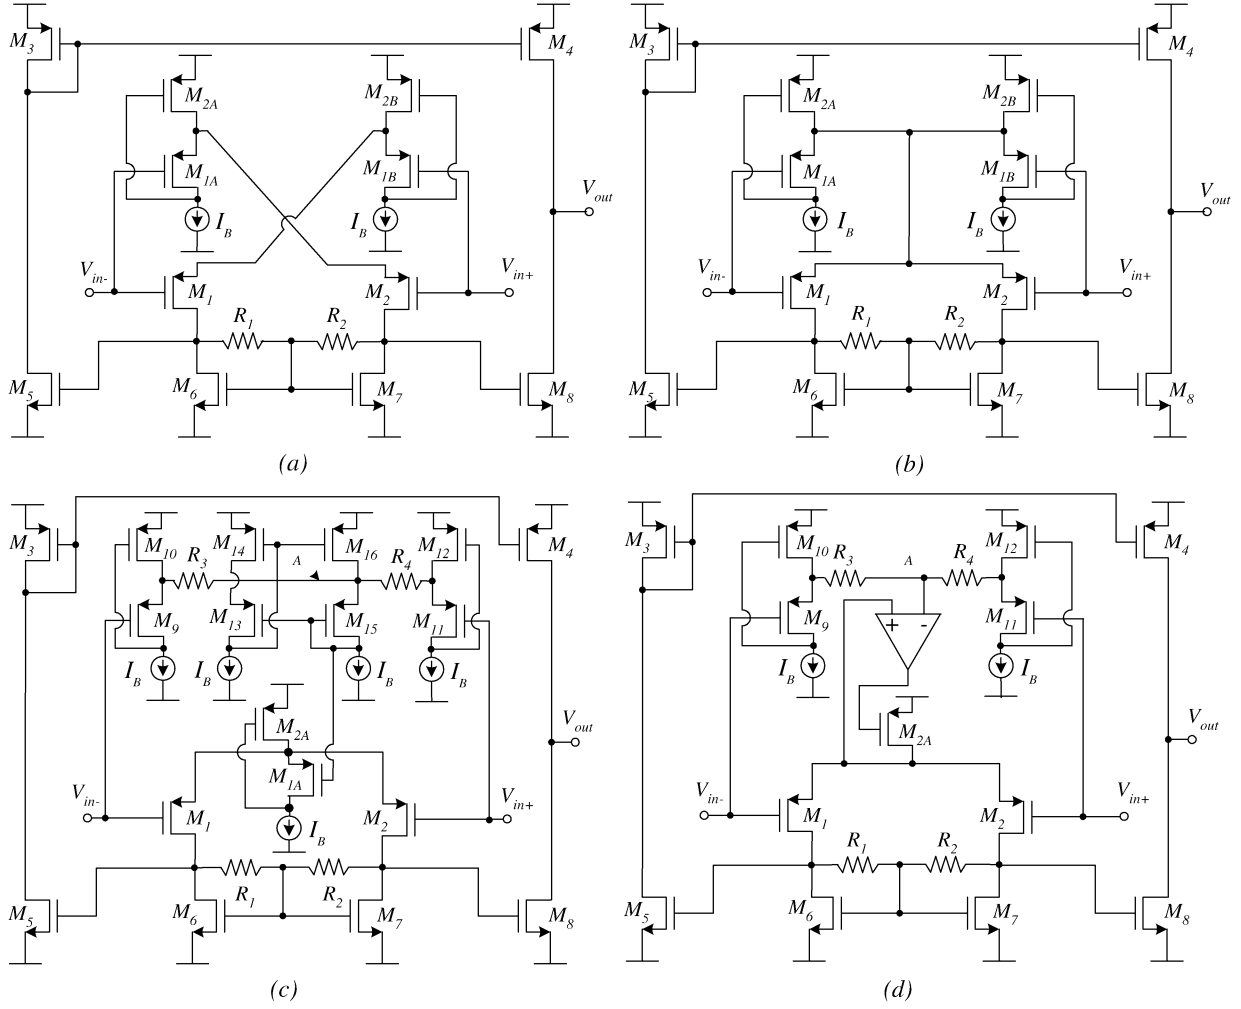 M3 M4 M3 M4
M2A M2B M2A M2B
M1A M1B M1A M1B
Vout Vout
IB IB IB IB
Vin- Vin+ Vin- Vin+
M1 M2 M1 M2
R1 R2 R1 R2
M5 M6 M7 M8 M5 M6 M7 M8
(a) (b)
M3 M10 M14 M16 M12 M4 M3 M10 M12 M4
R3 A R4 R3 A R4
M9 M13 M15 M11 M9 + - M11
IB IB IB IB IB IB
M2A Vout M2A Vout
M1A
Vin- Vin+ Vin- Vin+
M1 IB M2 M1 M2
R1 R2 R1 R2
M5 M6 M7 M8 M5 M6 M7 M8
(c) (d)